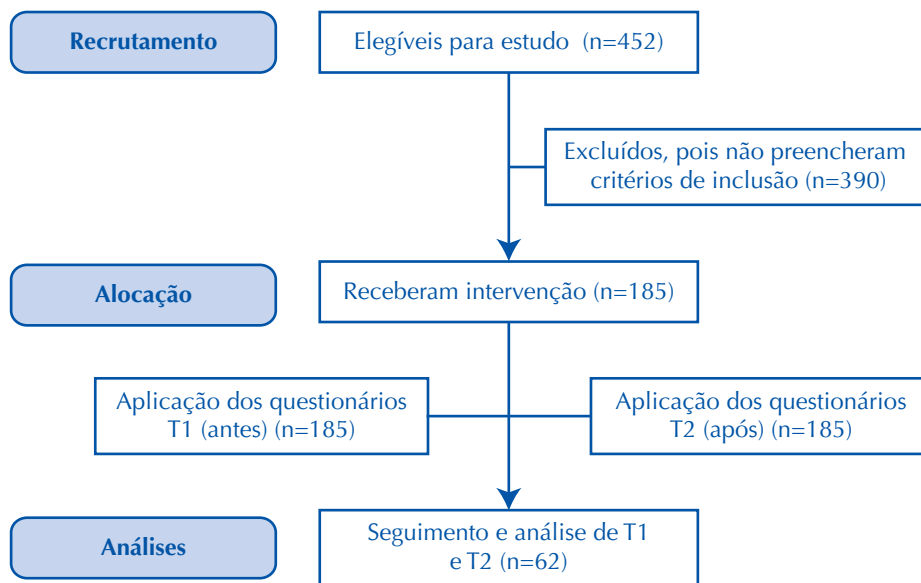 Recrutamento
Elegíveis para estudo (n=452)
Excluídos, pois não preencheram
critérios de inclusão (n=390)
Alocação
Receberam intervenção (n=185)
Aplicação dos questionários
T1 (antes) (n=185)
Aplicação dos questionários
T2 (após) (n=185)
Análises
Seguimento e análise de T1
e T2 (n=62)